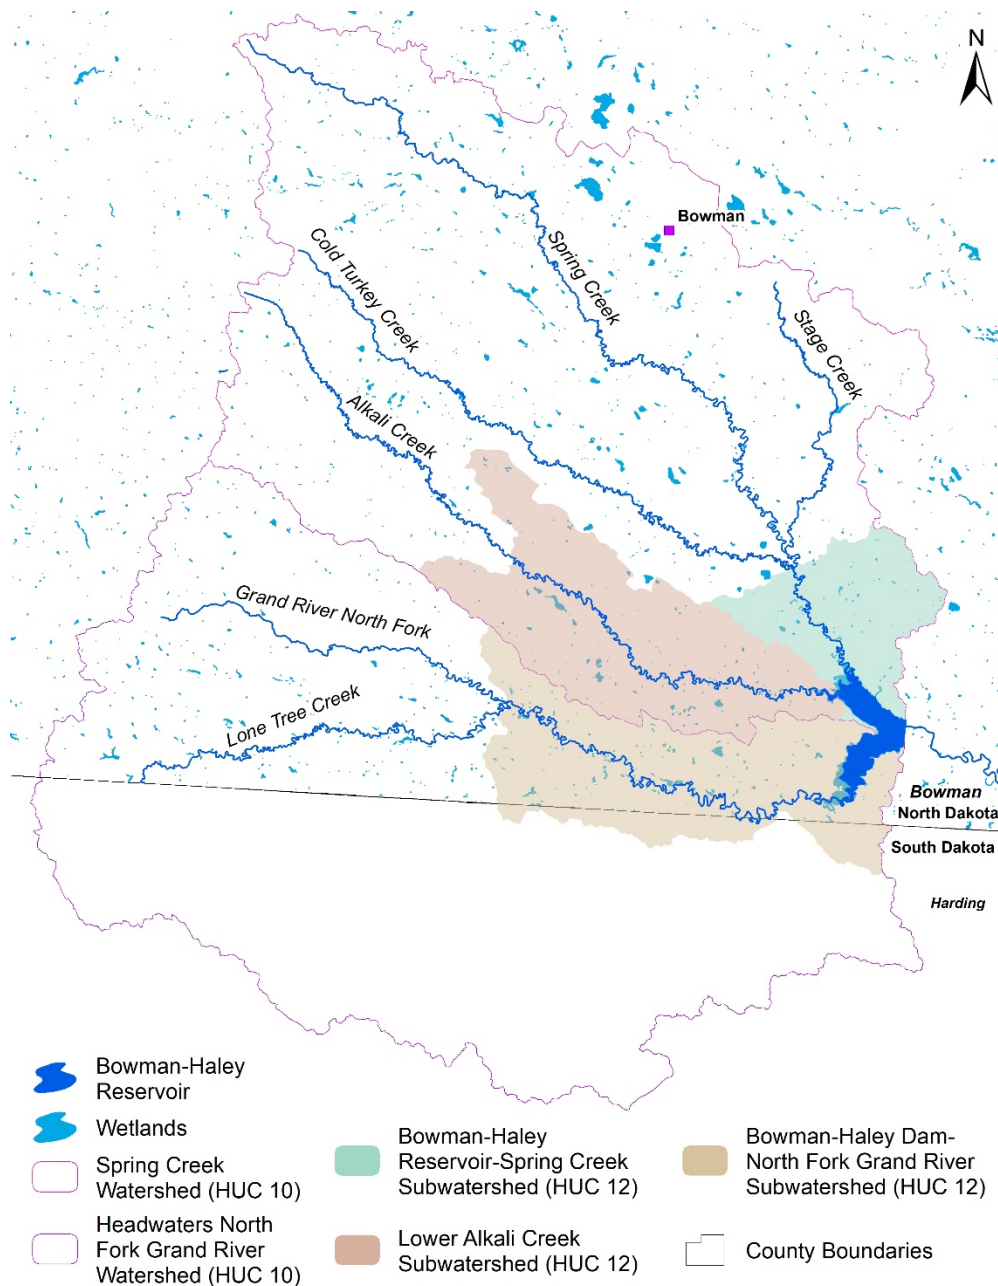 N
Bowman
Spring Creek
Cold Turkey Creek
Stage Creek
Alkali Creek
Grand River North Fork
Lone Tree Creek
Bowman
North Dakota
South Dakota
Harding
Bowman-Haley
Reservoir
Wetlands
Spring Creek
Watershed (HUC 10)
Headwaters North
Fork Grand River
Watershed (HUC 10)
Bowman-Haley
Reservoir-Spring Creek
Subwatershed (HUC 12)
Lower Alkali Creek
Subwatershed (HUC 12)
Bowman-Haley Dam-
North Fork Grand River
Subwatershed (HUC 12)
County Boundaries